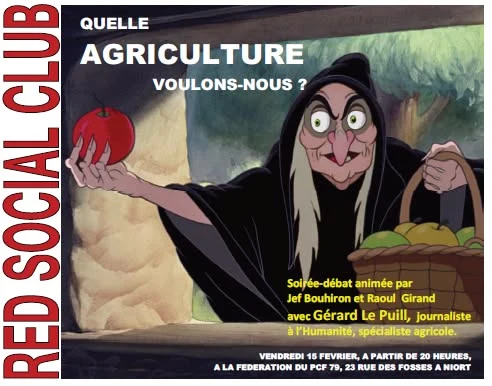 RED SOCIAL CLUB
QUELLE
AGRICULTURE
VOULONS-NOUS ?
Soirée-débat animée par
Jef Bouhiron et Raoul Girand
avec Gérard Le Puill, journaliste
à l'Humanité, spécialiste agricole.
VENDREDI 15 FEVRIER, A PARTIR DE 20 HEURES,
A LA FEDERATION DU PCF 79, 23 RUE DES FOSSES A NIORT